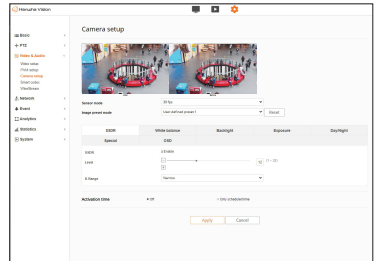 Hanwha Vision
Camera setup
Basic
PTZ
Video & Audio
Video setup
Print setup
Camera setup
Smart codec
WiseStream
Network
Event
Analytics
Statistics
System
Sensor mode
30 fps
Image preset mode
User defined preset 1
Reset
SSDR
White balance
Backlight
Exposure
Day/Night
Special
OSD
SSDR
Enable
Level
D.Range
Narrow
Activation time
Off
Only scheduled time
Apply
Cancel